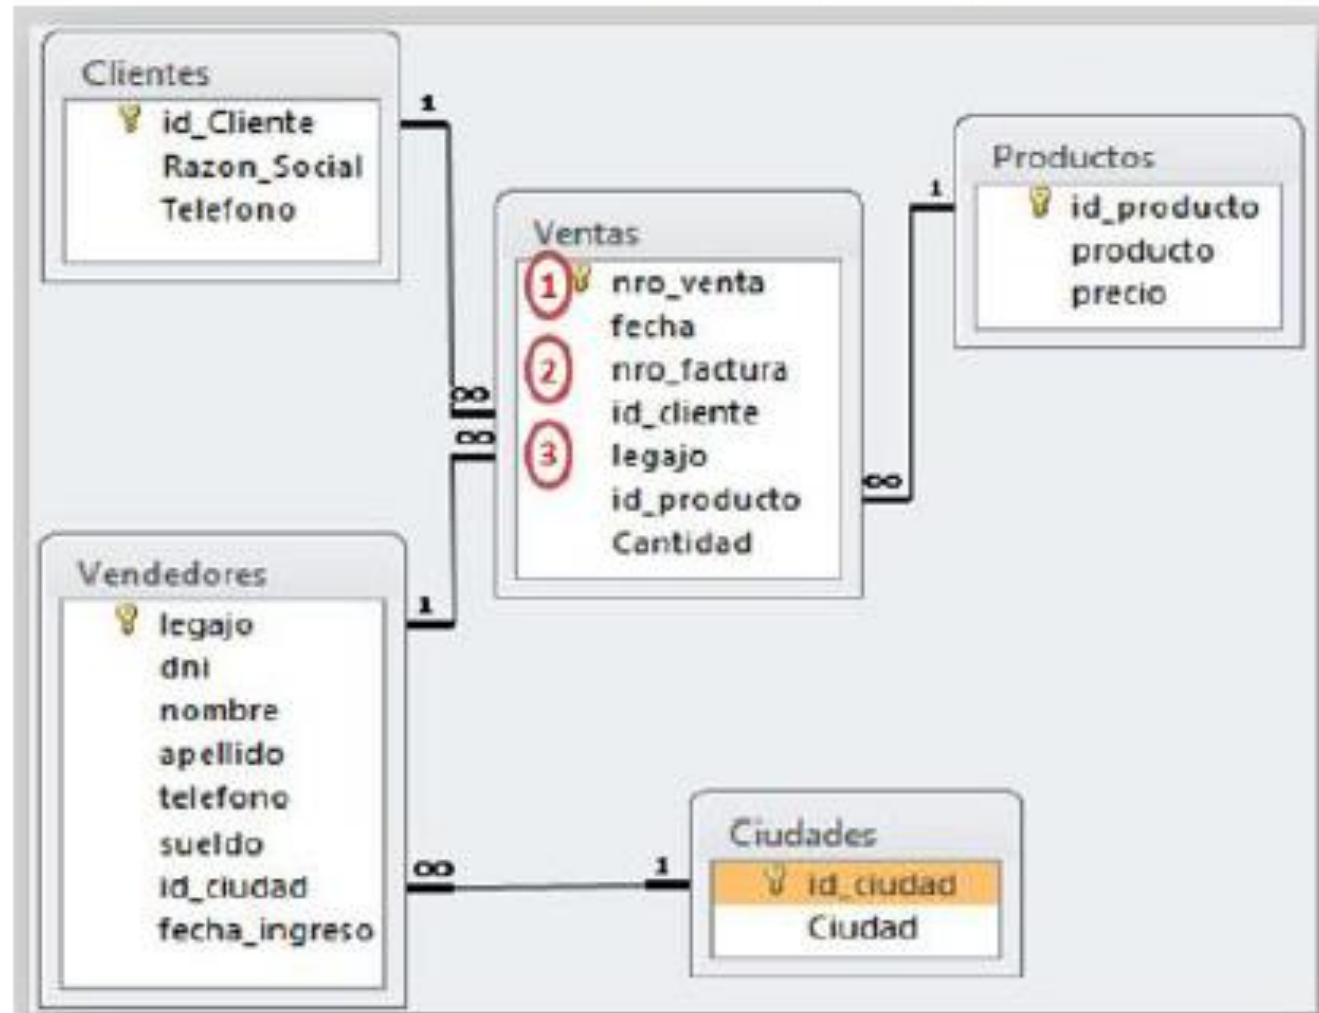 Clientes
id_Cliente
Razon_Social
Telefono
1
∞
Productos
1
id_producto
producto
precio
Ventas
1 nro_venta
fecha
2 nro_factura
id_cliente
3 legajo
id_producto
Cantidad
∞
∞
Vendedores
1
legajo
dni
nombre
apellido
telefono
sueldo
id_ciudad
fecha_ingreso
∞
1
Ciudades
id_ciudad
Ciudad